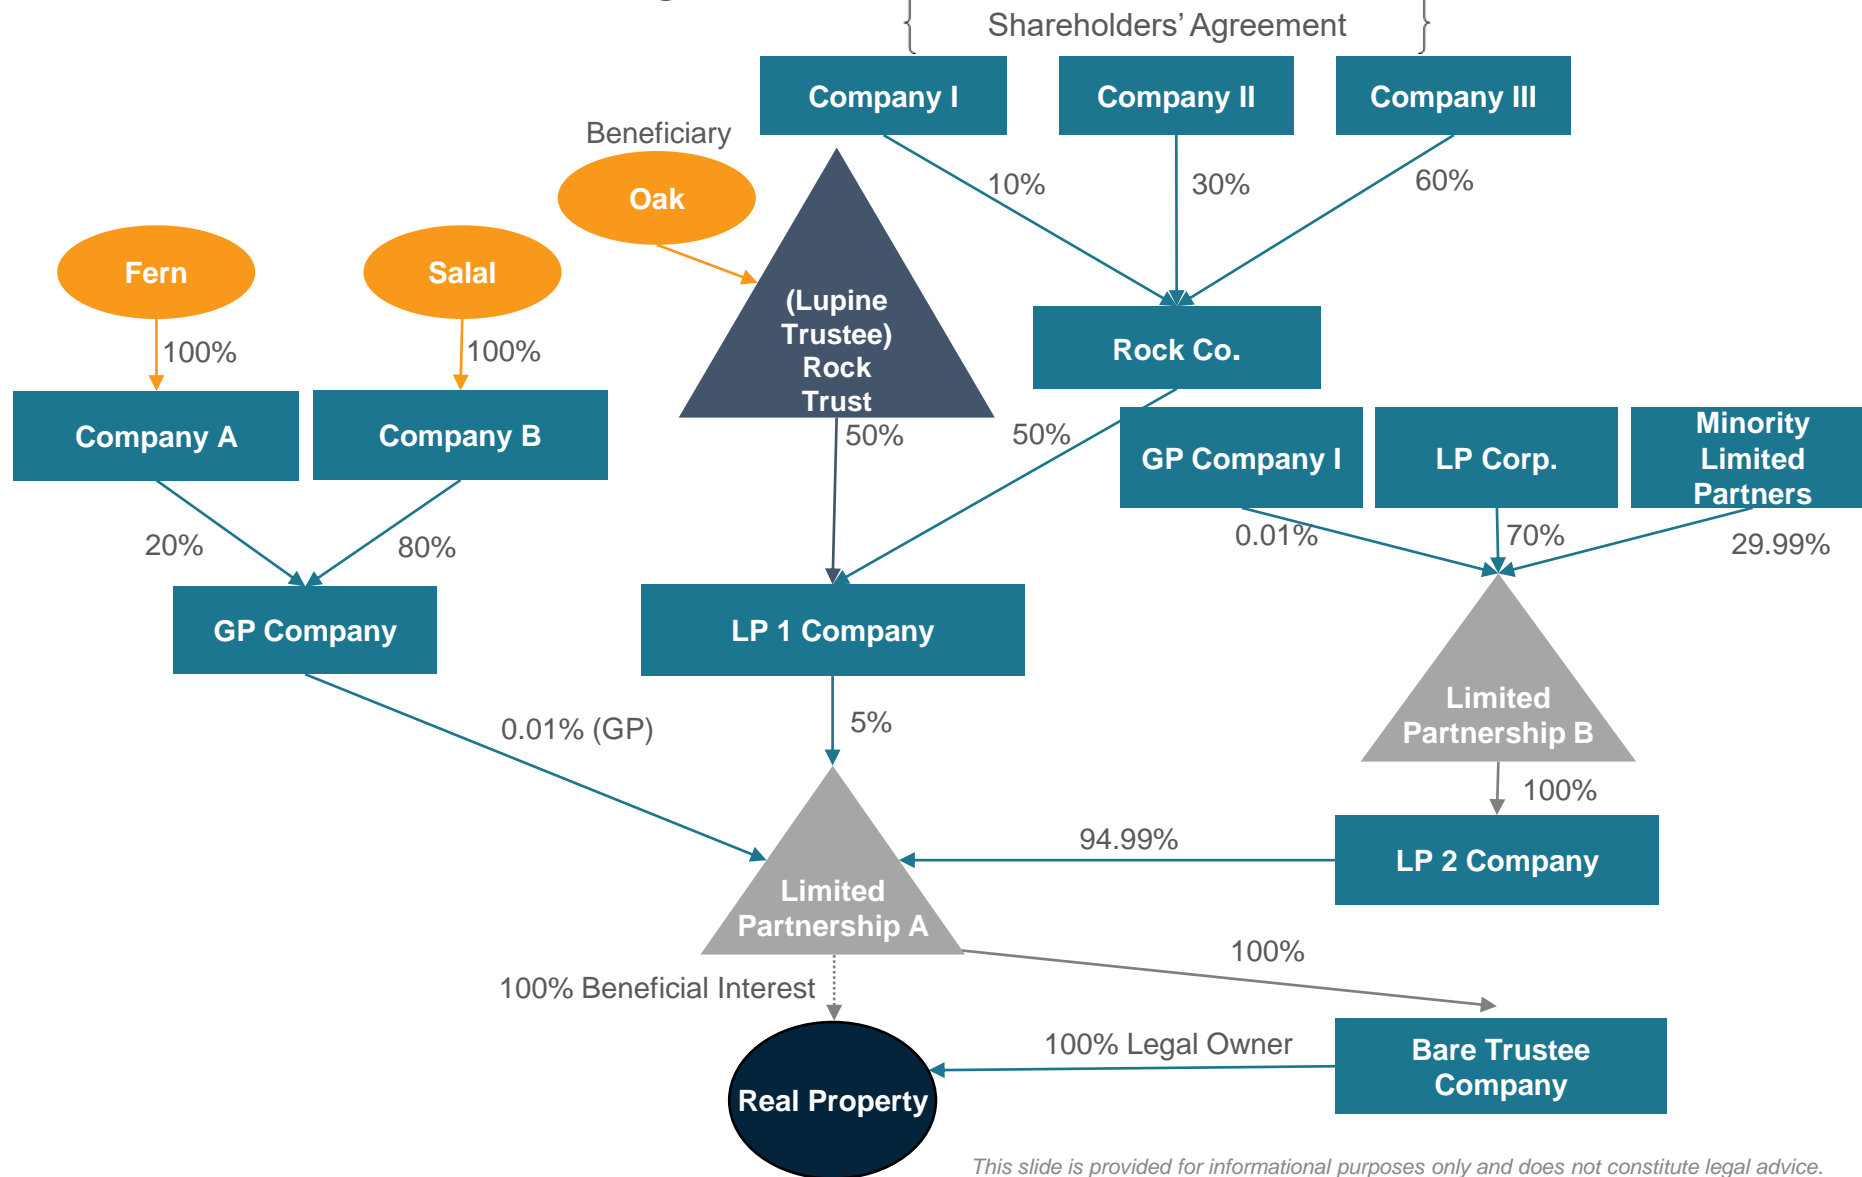 Shareholders’ Agreement
Company I
Company II
Company III
Beneficiary
Oak
10%
30%
60%
Fern
Salal
(Lupine
Trustee)
Rock
Trust
Rock Co.
100%
100%
Company A
Company B
50%
50%
GP Company I
LP Corp.
Minority
Limited
Partners
20%
80%
0.01%
70%
29.99%
GP Company
LP 1 Company
Limited
Partnership B
0.01% (GP)
5%
100%
94.99%
LP 2 Company
Limited
Partnership A
100%
100% Beneficial Interest
100% Legal Owner
Bare Trustee
Company
Real Property
This slide is provided for informational purposes only and does not constitute legal advice.